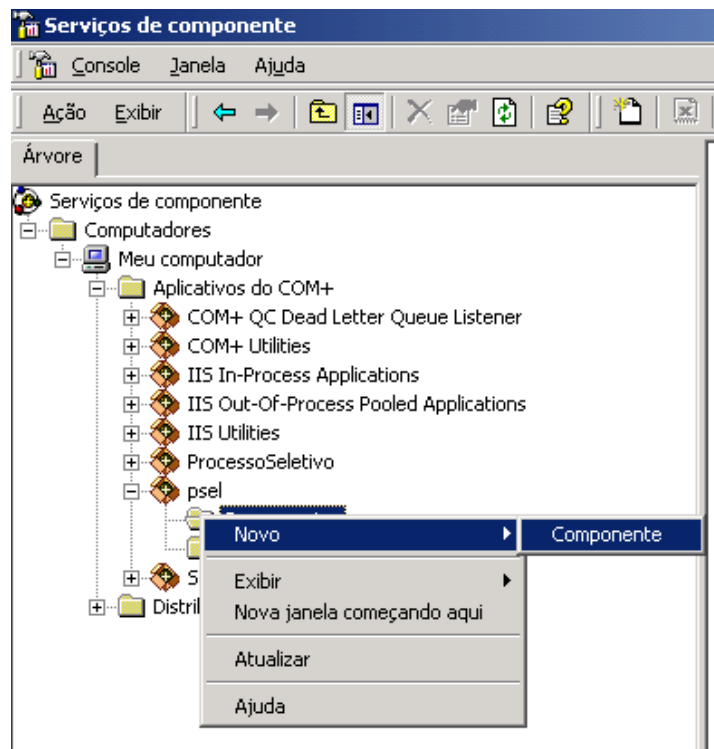 Serviços de componente
Console Janela Ajuda
Ação Exibir
Árvore
Serviços de componente
Computadores
Meu computador
Aplicativos do COM+
COM+ QC Dead Letter Queue Listener
COM+ Utilities
IIS In-Process Applications
IIS Out-Of-Process Pooled Applications
IIS Utilities
ProcessoSeletivo
psel
Novo Componente
S
Exibir
Distril
Nova janela começando aqui
Atualizar
Ajuda